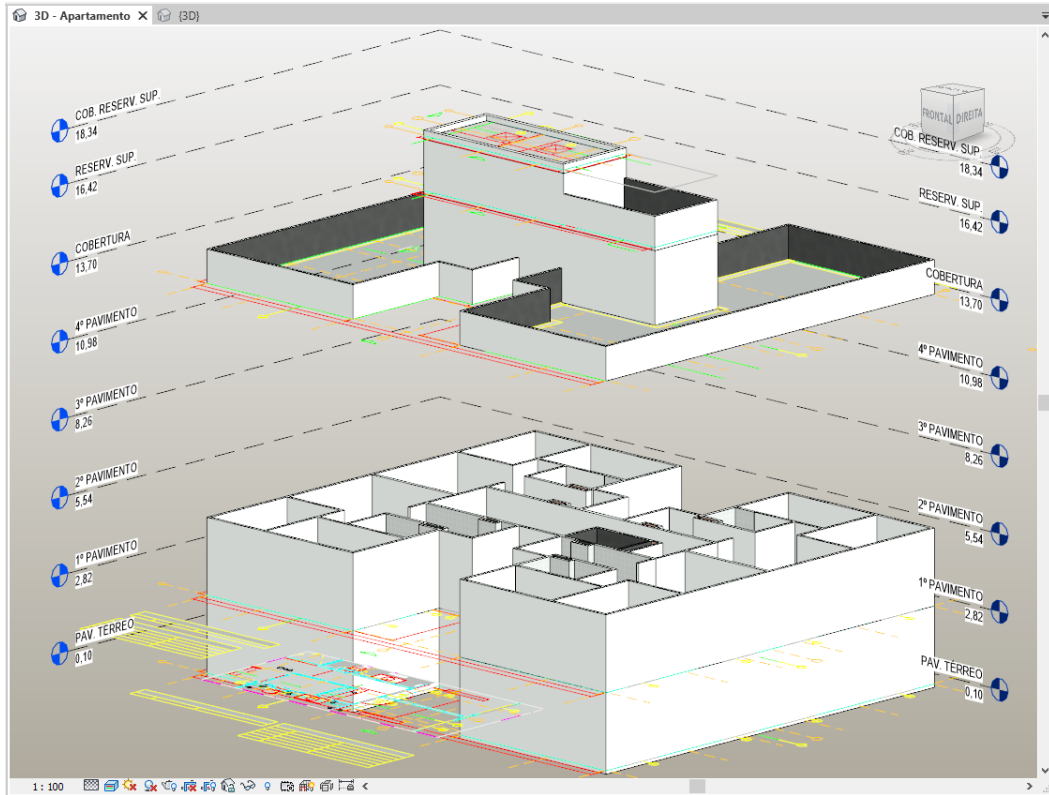 3D - Apartamento
{3D}
COB. RESERV. SUP.
18,34
RESERV. SUP.
16,42
COBERTURA
13,70
4º PAVIMENTO
10,98
3º PAVIMENTO
8,26
2º PAVIMENTO
5,54
1º PAVIMENTO
2,82
PAV. TÉRREO
0,10
FRONTAL
DIREITA
COB. RESERV. SUP.
18,34
RESERV. SUP.
16,42
COBERTURA
13,70
4º PAVIMENTO
10,98
3º PAVIMENTO
8,26
2º PAVIMENTO
5,54
1º PAVIMENTO
2,82
PAV. TÉRREO
0,10
1 : 100